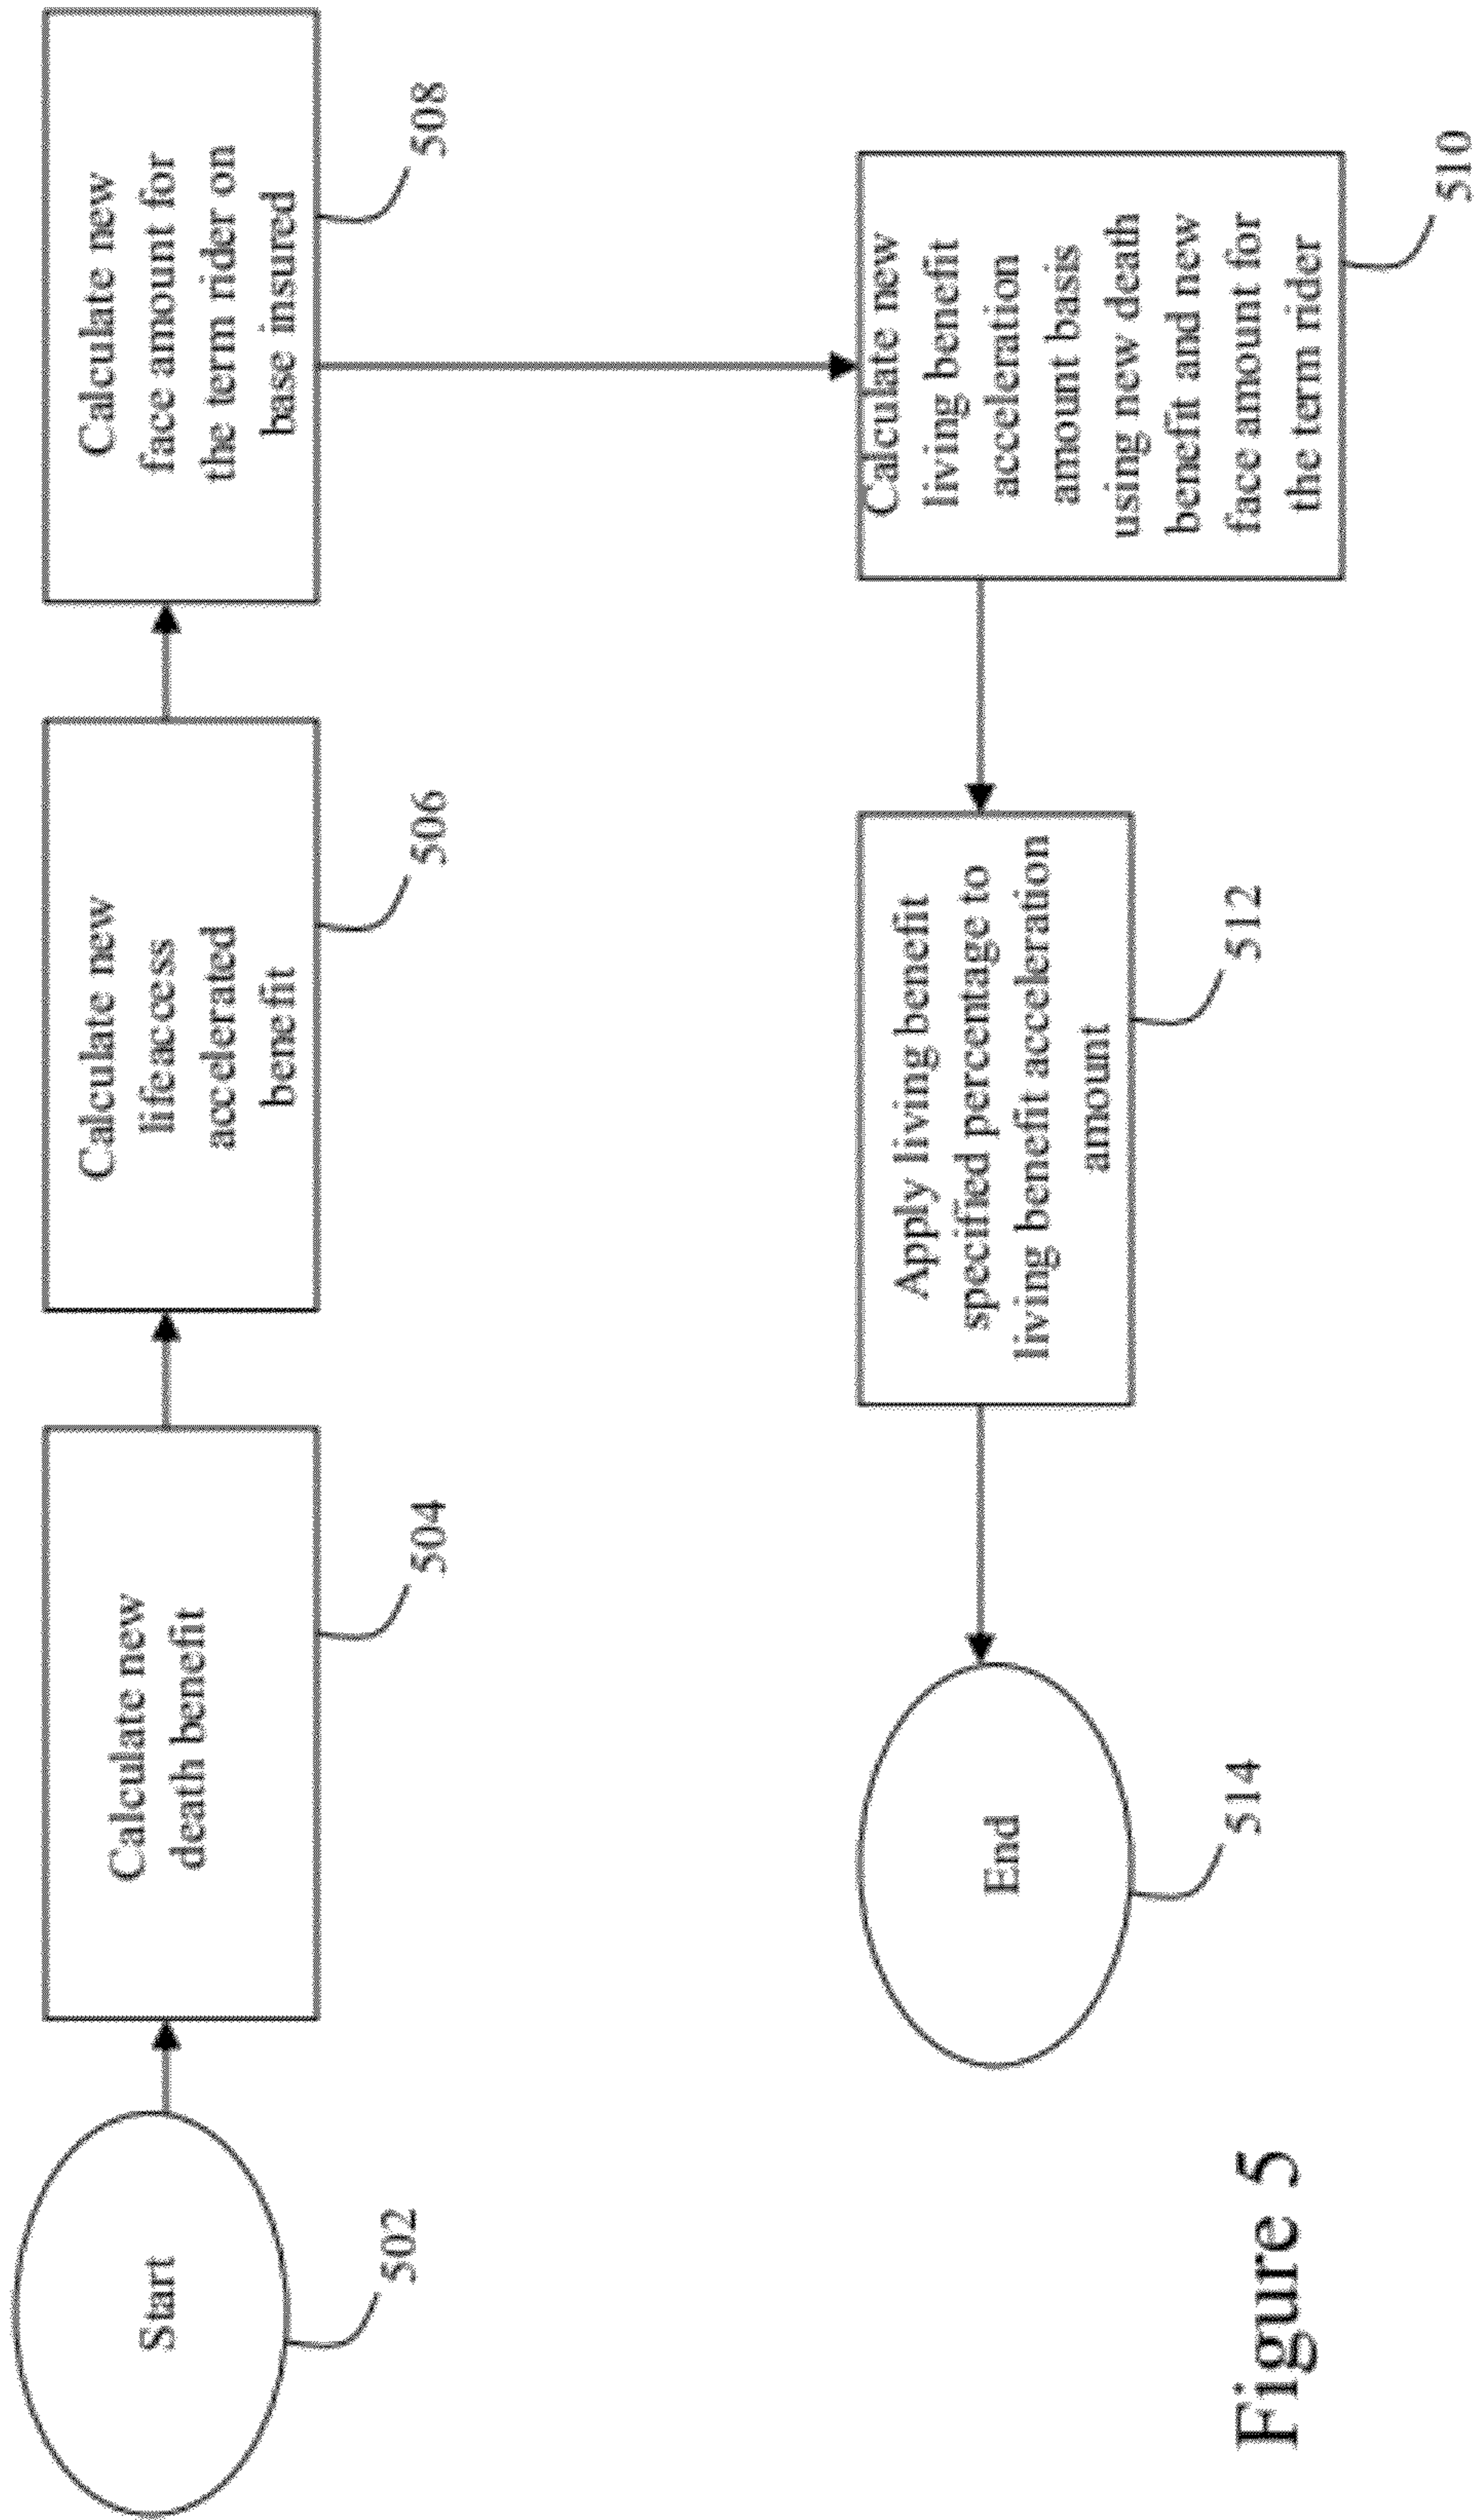 Start
502
Calculate new
death benefit
504
Calculate new
lifeaccess
accelerated
benefit
506
Calculate new
face amount for
the term rider on
base insured
508
Calculate new
living benefit
acceleration
amount basis
using new death
benefit and new
face amount for
the term rider
510
Apply living benefit
specified percentage to
living benefit acceleration
amount
512
End
514
Figure 5